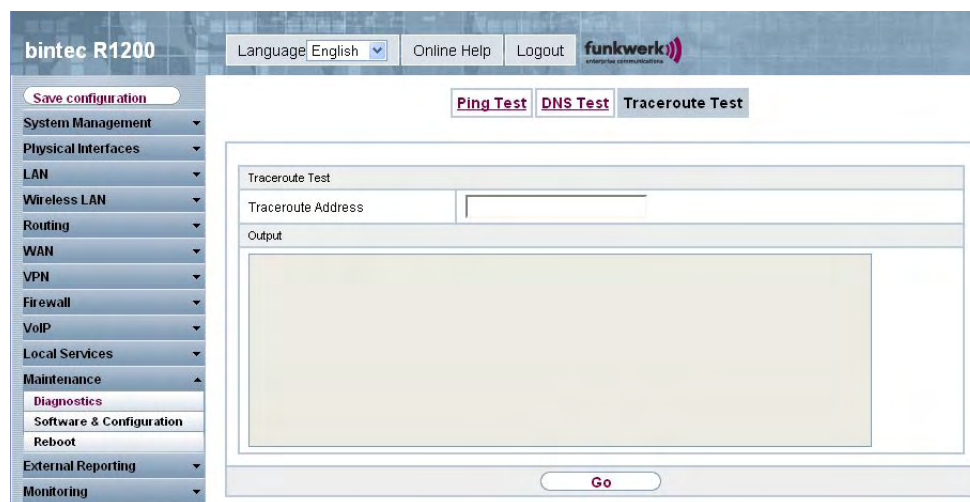 bintec R1200
Language English
Online Help
Logout
funkwerk
enterprise communications
Save configuration
System Management
Physical Interfaces
LAN
Wireless LAN
Routing
WAN
VPN
Firewall
VoIP
Local Services
Maintenance
Diagnostics
Software & Configuration
Reboot
External Reporting
Monitoring
Ping Test
DNS Test
Traceroute Test
Traceroute Test
Traceroute Address
Output
Go